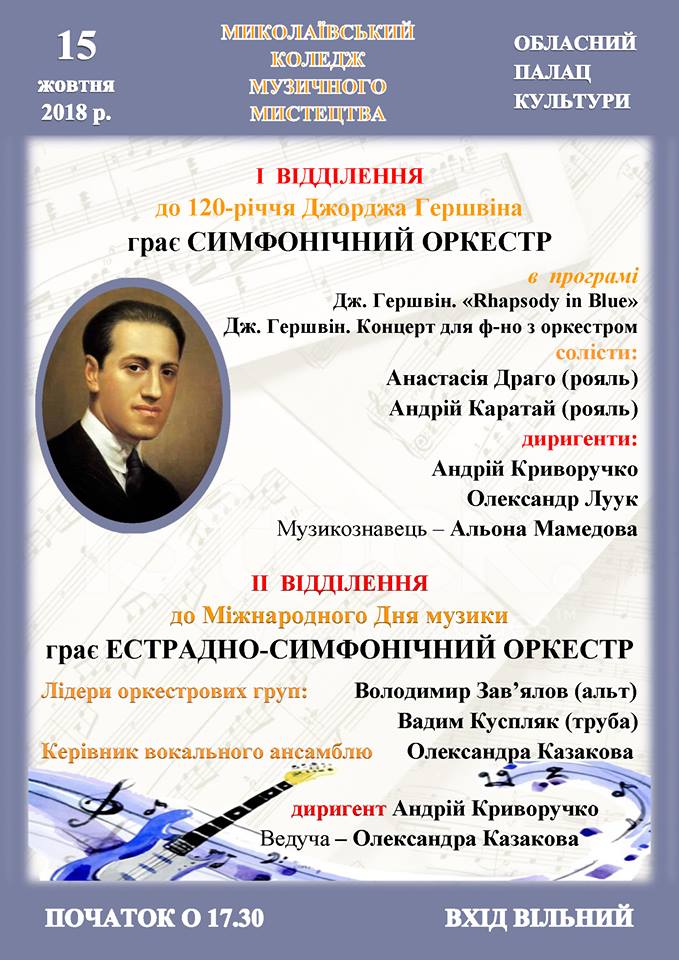 15
жовтня
2018 р.
МИКОЛАЇВСЬКИЙ
КОЛЕДЖ
МУЗИЧНОГО
МИСТЕЦТВА
ОБЛАСНИЙ
ПАЛАЦ
КУЛЬТУРИ
І ВІДДІЛЕННЯ
до 120-річчя Джорджа Гершвіна
грає СИМФОНІЧНИЙ ОРКЕСТР
в програмі
Дж. Гершвін. «Rhapsody in Blue»
Дж. Гершвін. Концерт для ф-но з оркестром
солісти:
Анастасія Драго (рояль)
Андрій Каратай (рояль)
диригенти:
Андрій Криворучко
Олександр Луук
Музикознавець – Альона Мамедова
ІІ ВІДДІЛЕННЯ
до Міжнародного Дня музики
грає ЕСТРАДНО-СИМФОНІЧНИЙ ОРКЕСТР
Лідери оркестрових груп: Володимир Зав’ялов (альт)
Вадим Куспляк (труба)
Керівник вокального ансамблю Олександра Казакова
диригент Андрій Криворучко
Ведуча – Олександра Казакова
ПОЧАТОК О 17.30
ВХІД ВІЛЬНИЙ